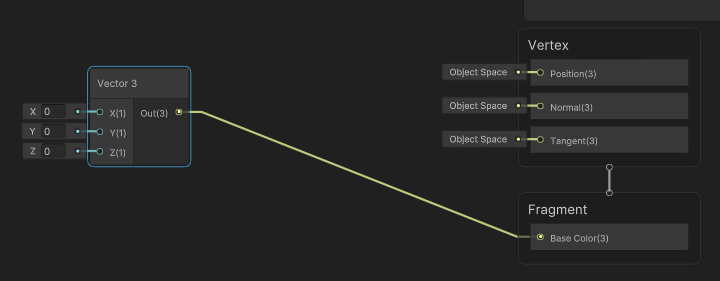 Vector 3
X 0 X(1) Out(3)
Y 0 Y(1)
Z 0 Z(1)
Vertex
Object Space Position(3)
Object Space Normal(3)
Object Space Tangent(3)
Fragment
Base Color(3)